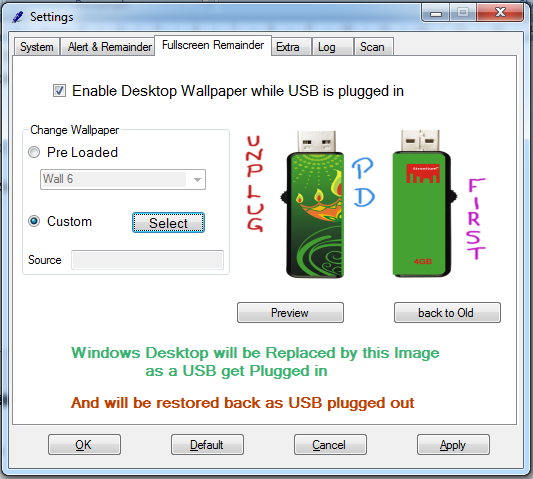 Settings
System
Alert & Remainder
Fullscreen Remainder
Extra
Log
Scan
Enable Desktop Wallpaper while USB is plugged in
Change Wallpaper
Pre Loaded
Wall 6
Custom
Select
Source
UNPLUG
PD
4GB
FIRST
Preview
back to Old
Windows Desktop will be Replaced by this Image
as a USB get Plugged in
And will be restored back as USB plugged out
OK
Default
Cancel
Apply